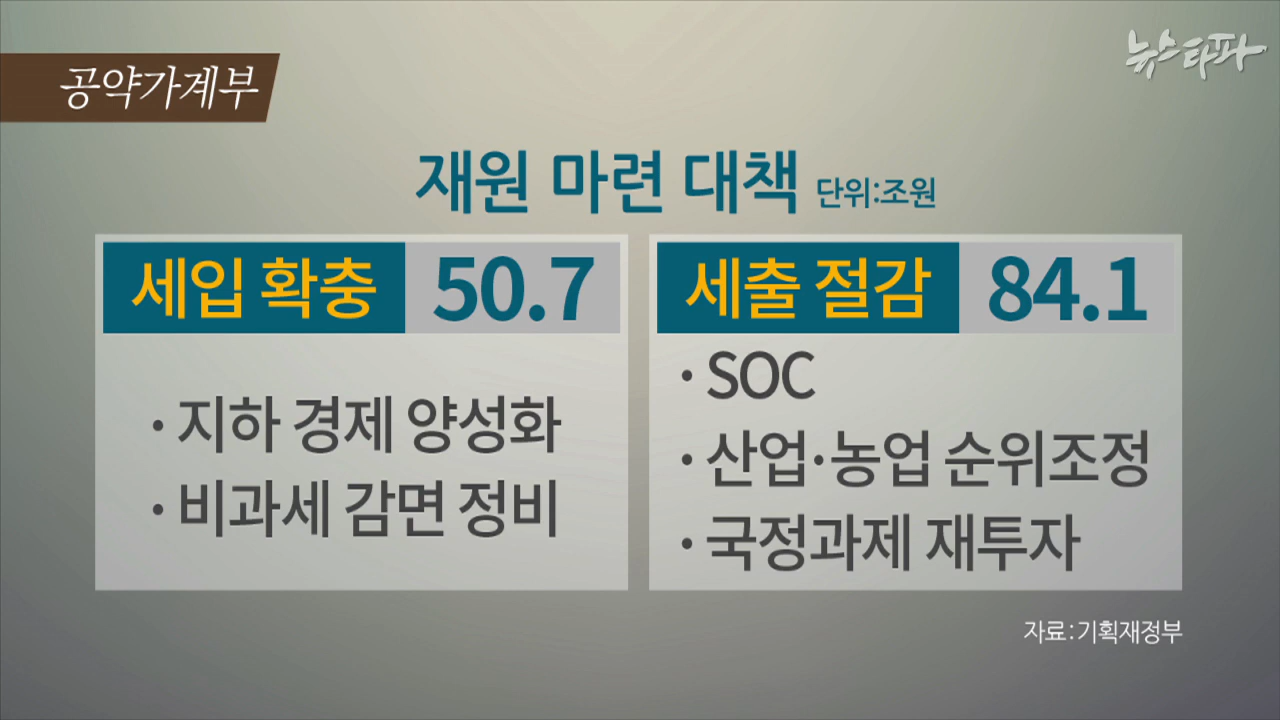 뉴스타파
공약가계부
재원 마련 대책 단위:조원
세입 확충 50.7
· 지하 경제 양성화
· 비과세 감면 정비
세출 절감 84.1
· SOC
· 산업·농업 순위조정
· 국정과제 재투자
자료:기획재정부